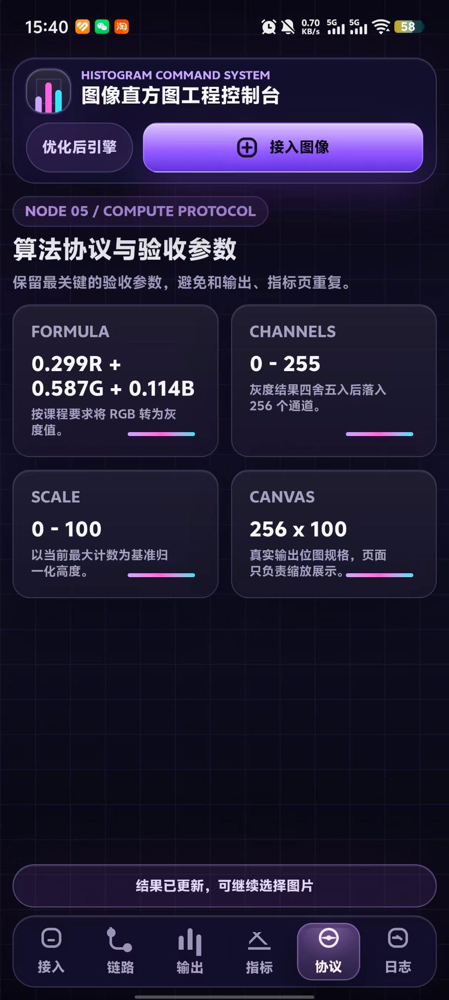 15:40
淘
0.70 KB/s 5G 5G 58
HISTOGRAM COMMAND SYSTEM
图像直方图工程控制台
优化后引擎
接入图像
NODE 05 / COMPUTE PROTOCOL
算法协议与验收参数
保留最关键的验收参数，避免和输出、指标页重复。
FORMULA
0.299R +
0.587G + 0.114B
按课程要求将 RGB 转为灰
度值。
CHANNELS
0 - 255
灰度结果四舍五入后落入
256 个通道。
SCALE
0 - 100
以当前最大计数为基准归
一化高度。
CANVAS
256 x 100
真实输出位图规格，页面
只负责缩放展示。
结果已更新，可继续选择图片
接入
链路
输出
指标
协议
日志